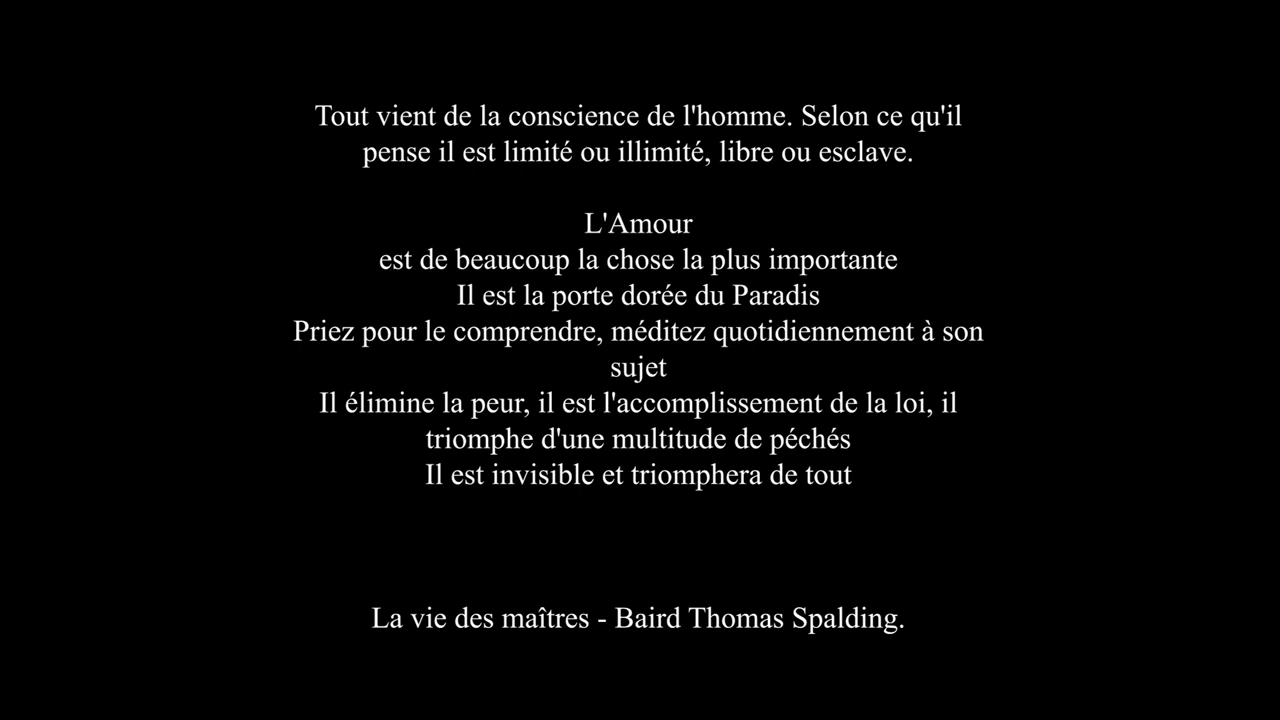 Tout vient de la conscience de l'homme. Selon ce qu'il
pense il est limité ou illimité, libre ou esclave.
L'Amour
est de beaucoup la chose la plus importante
Il est la porte dorée du Paradis
Priez pour le comprendre, méditez quotidiennement à son
sujet
Il élimine la peur, il est l'accomplissement de la loi, il
triomphe d'une multitude de péchés
Il est invisible et triomphera de tout
La vie des maîtres - Baird Thomas Spalding.